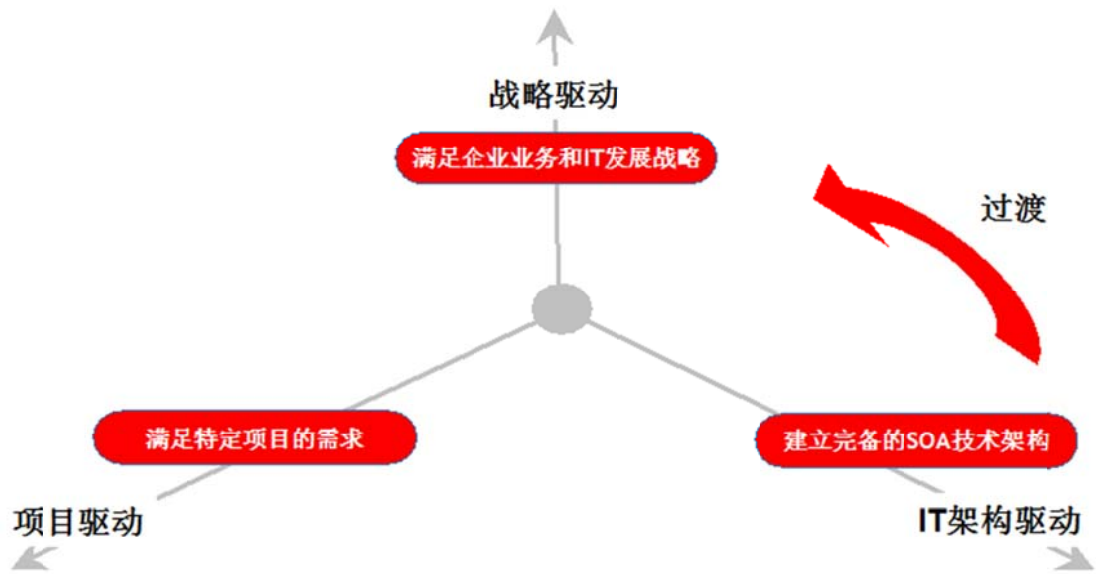 战略驱动
满足企业业务和IT发展战略
过渡
满足特定项目的需求
建立完备的SOA技术架构
项目驱动
IT架构驱动